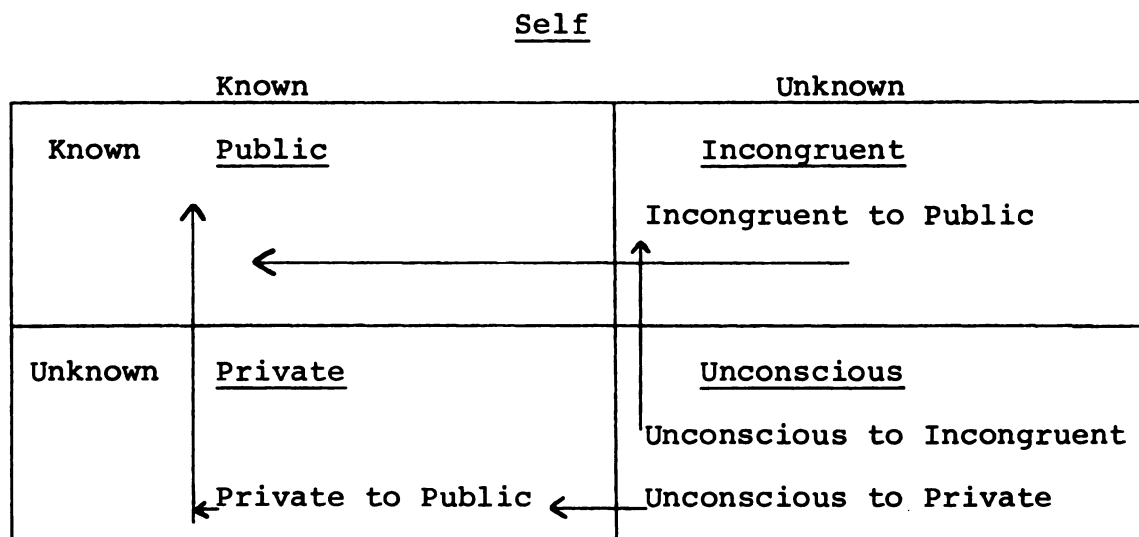 Self
Known Unknown
Known Public Incongruent
Incongruent to Public
Unknown Private Unconscious
Unconscious to Incongruent
Private to Public Unconscious to Private